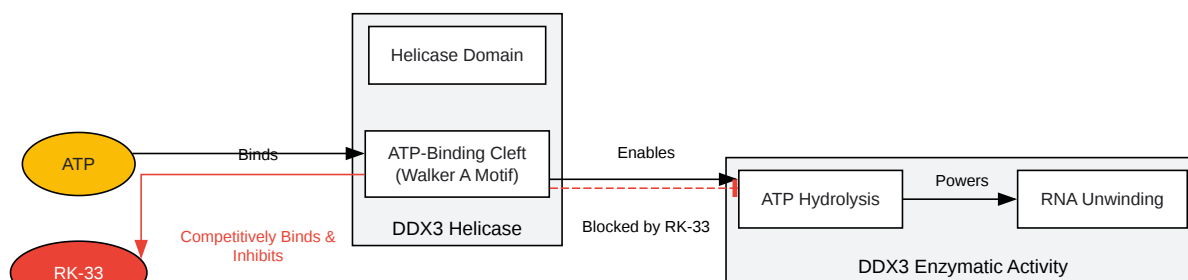 Helicase Domain
ATP
Binds
ATP-Binding Cleft
(Walker A Motif)
Enables
ATP Hydrolysis
Powers
RNA Unwinding
DDX3 Helicase
Blocked by RK-33
Competitively Binds &
Inhibits
RK-33
DDX3 Enzymatic Activity